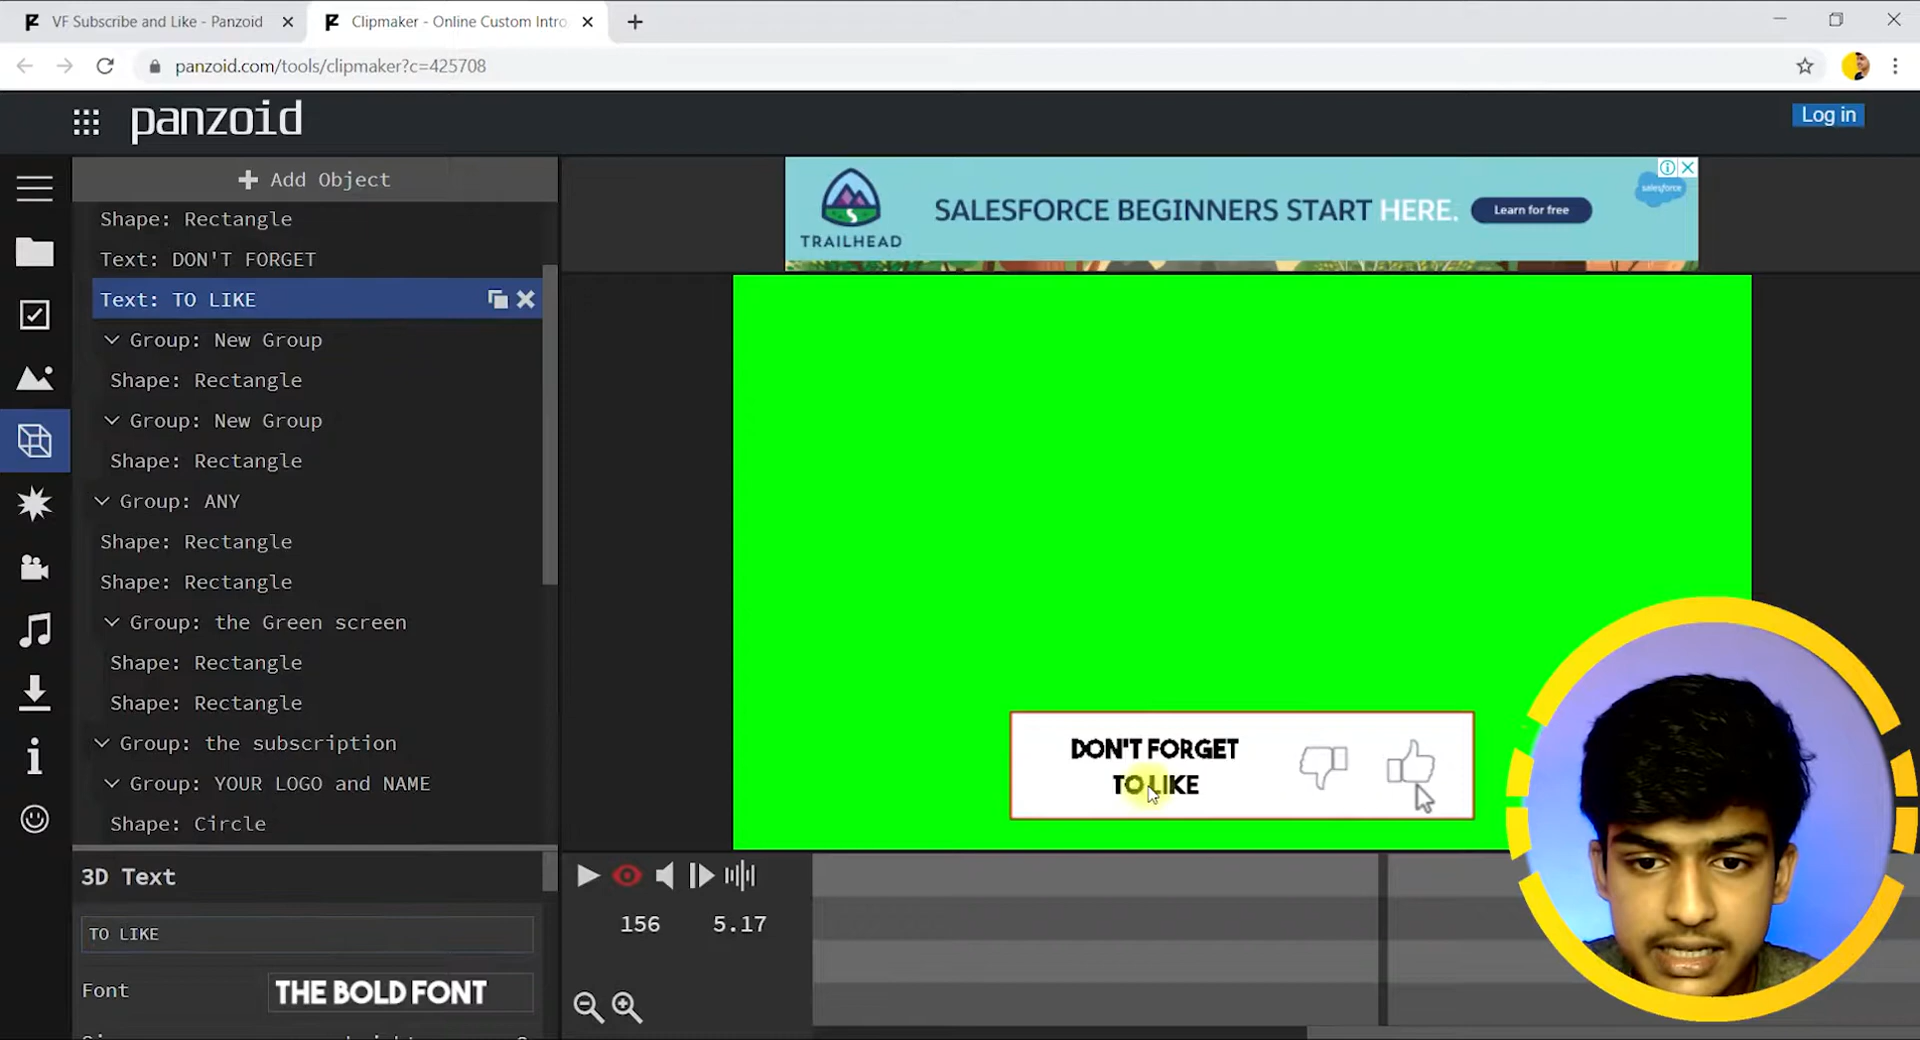 VF Subscribe and Like - Panzoid
Clipmaker - Online Custom Intro
panzoid.com/tools/clipmaker?c=425708
panzoid
Log in
Add Object
Shape: Rectangle
Text: DON'T FORGET
Text: TO LIKE
Group: New Group
Shape: Rectangle
Group: New Group
Shape: Rectangle
Group: ANY
Shape: Rectangle
Shape: Rectangle
Group: the Green screen
Shape: Rectangle
Shape: Rectangle
Group: the subscription
Group: YOUR LOGO and NAME
Shape: Circle
3D Text
TO LIKE
Font
THE BOLD FONT
TRAILHEAD
SALESFORCE BEGINNERS START HERE.
Learn for free
salesforce
DON'T FORGET
TO LIKE
156
5.17